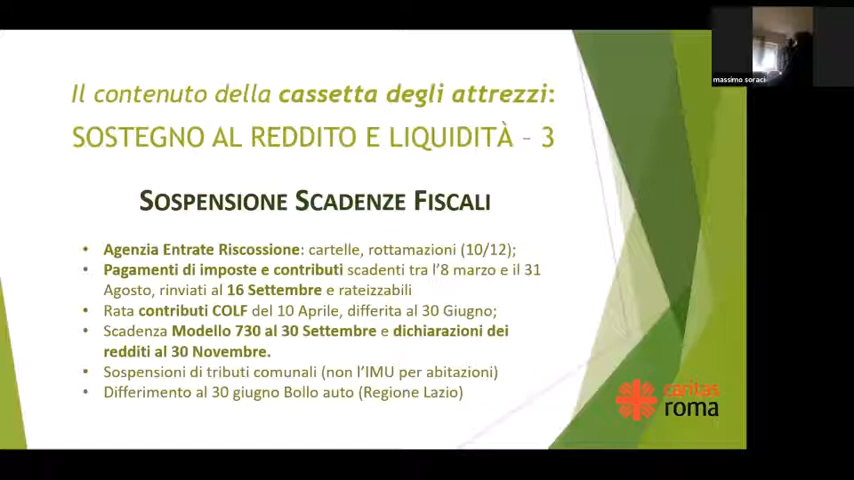 massimo soraci
Il contenuto della cassetta degli attrezzi:
SOSTEGNO AL REDDITO E LIQUIDITÀ - 3
SOSPENSIONE SCADENZE FISCALI
• Agenzia Entrate Riscossione: cartelle, rottamazioni (10/12);
• Pagamenti di imposte e contributi scadenti tra l'8 marzo e il 31
Agosto, rinviati al 16 Settembre e rateizzabili
• Rata contributi COLF del 10 Aprile, differita al 30 Giugno;
• Scadenza Modello 730 al 30 Settembre e dichiarazioni dei
redditi al 30 Novembre.
• Sospensioni di tributi comunali (non l'IMU per abitazioni)
• Differimento al 30 giugno Bollo auto (Regione Lazio)
caritas
roma